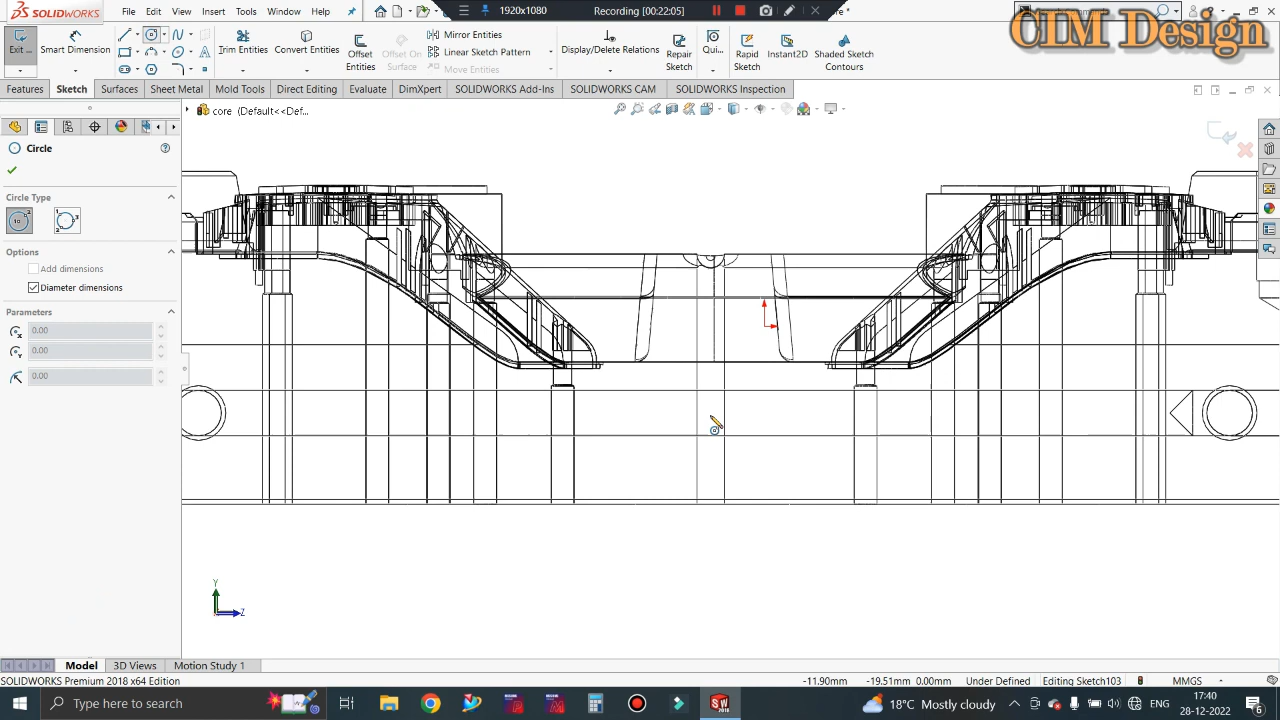 SOLIDWORKS
File Edit View Insert Tools Window Help
1920x1080
Recording [00:22:05]
CIM Design
Exit ...
Smart Dimension
Trim Entities
Convert Entities
Offset Entities
Offset On Surface
Mirror Entities
Linear Sketch Pattern
Move Entities
Display/Delete Relations
Repair Sketch
Qui...
Rapid Sketch
Instant2D
Shaded Sketch Contours
Features Sketch Surfaces Sheet Metal Mold Tools Direct Editing Evaluate DimXpert SOLIDWORKS Add-Ins SOLIDWORKS CAM SOLIDWORKS Inspection
core (Default<<Def...
Circle
Circle Type
Options
Add dimensions
Diameter dimensions
Parameters
0.00
0.00
0.00
Y
Z
Model 3D Views Motion Study 1
SOLIDWORKS Premium 2018 x64 Edition
-11.90mm -19.51mm 0.00mm Under Defined Editing Sketch103 MMGS
Type here to search
18°C Mostly cloudy
ENG
17:40
28-12-2022
6